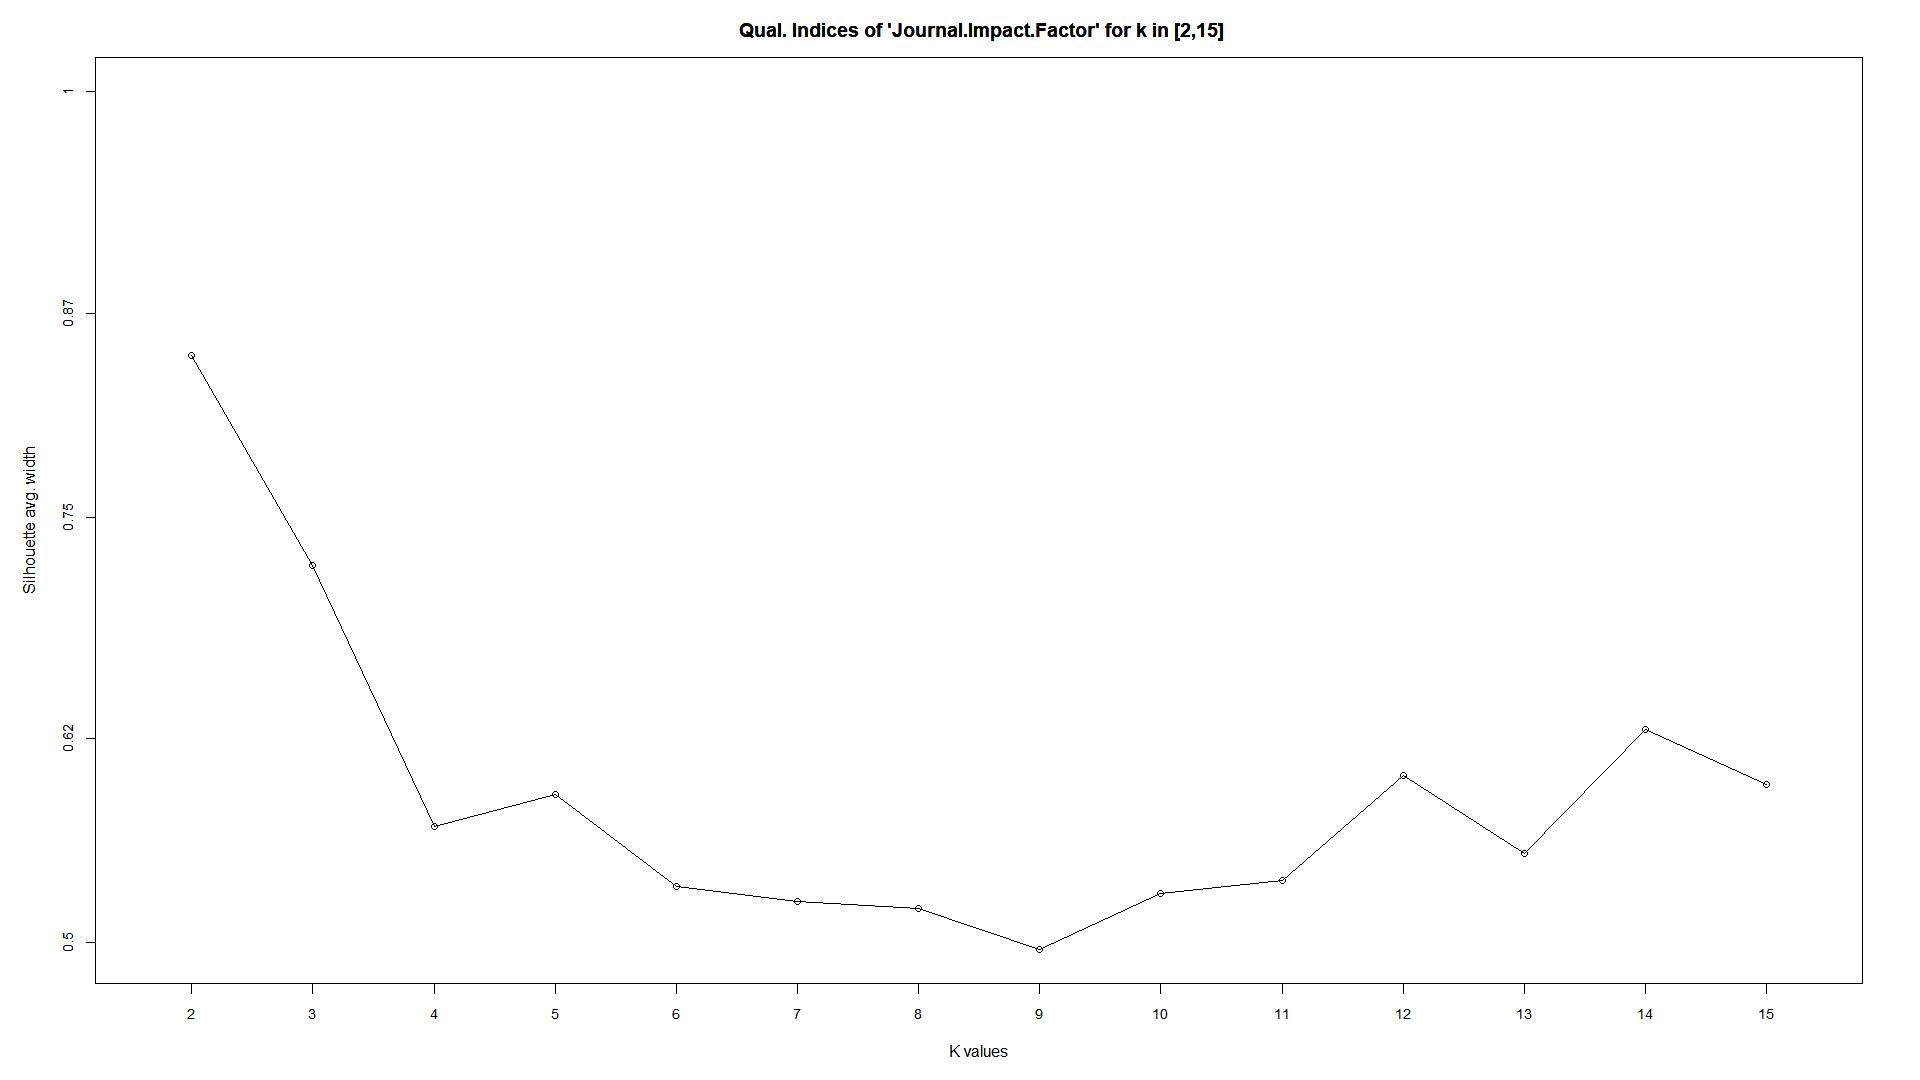 Qual. Indices of 'Journal.Impact.Factor' for k in [2,15]
Silhouette avg. width
1
0.87
0.75
0.62
0.5
2 3 4 5 6 7 8 9 10 11 12 13 14 15
K values